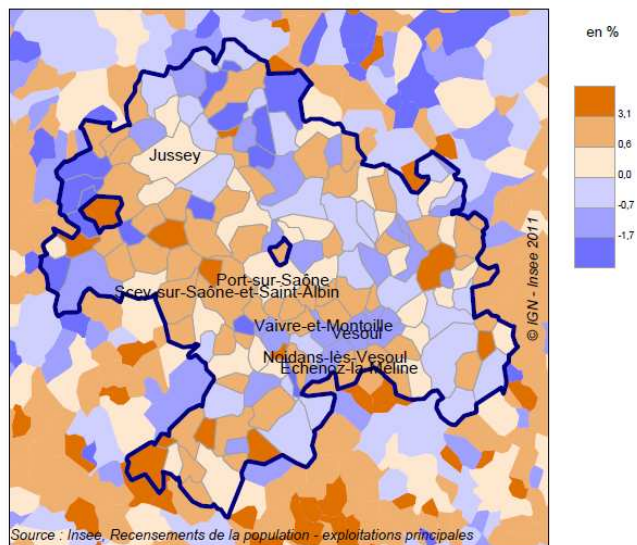 en %
3,1
0,6
0,0
-0,7
-1,7
Jussey
Port-sur-Saône
Scey-sur-Saône-et-Saint-Albin
Vaivre-et-Montoille
Vesoul
Noidans-lès-Vesoul
Echenoz-la-Méline
© IGN - Insee 2011
Source : Insee, Recensements de la population - exploitations principales